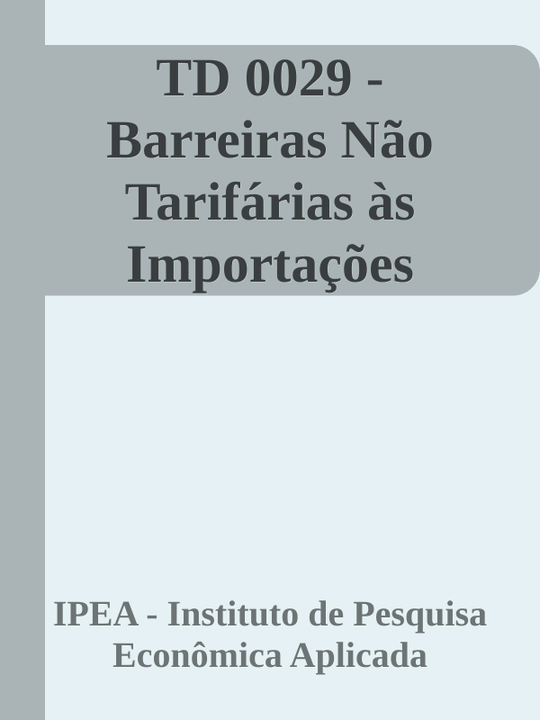 TD 0029 -
Barreiras Não
Tarifárias às
Importações
IPEA - Instituto de Pesquisa
Econômica Aplicada